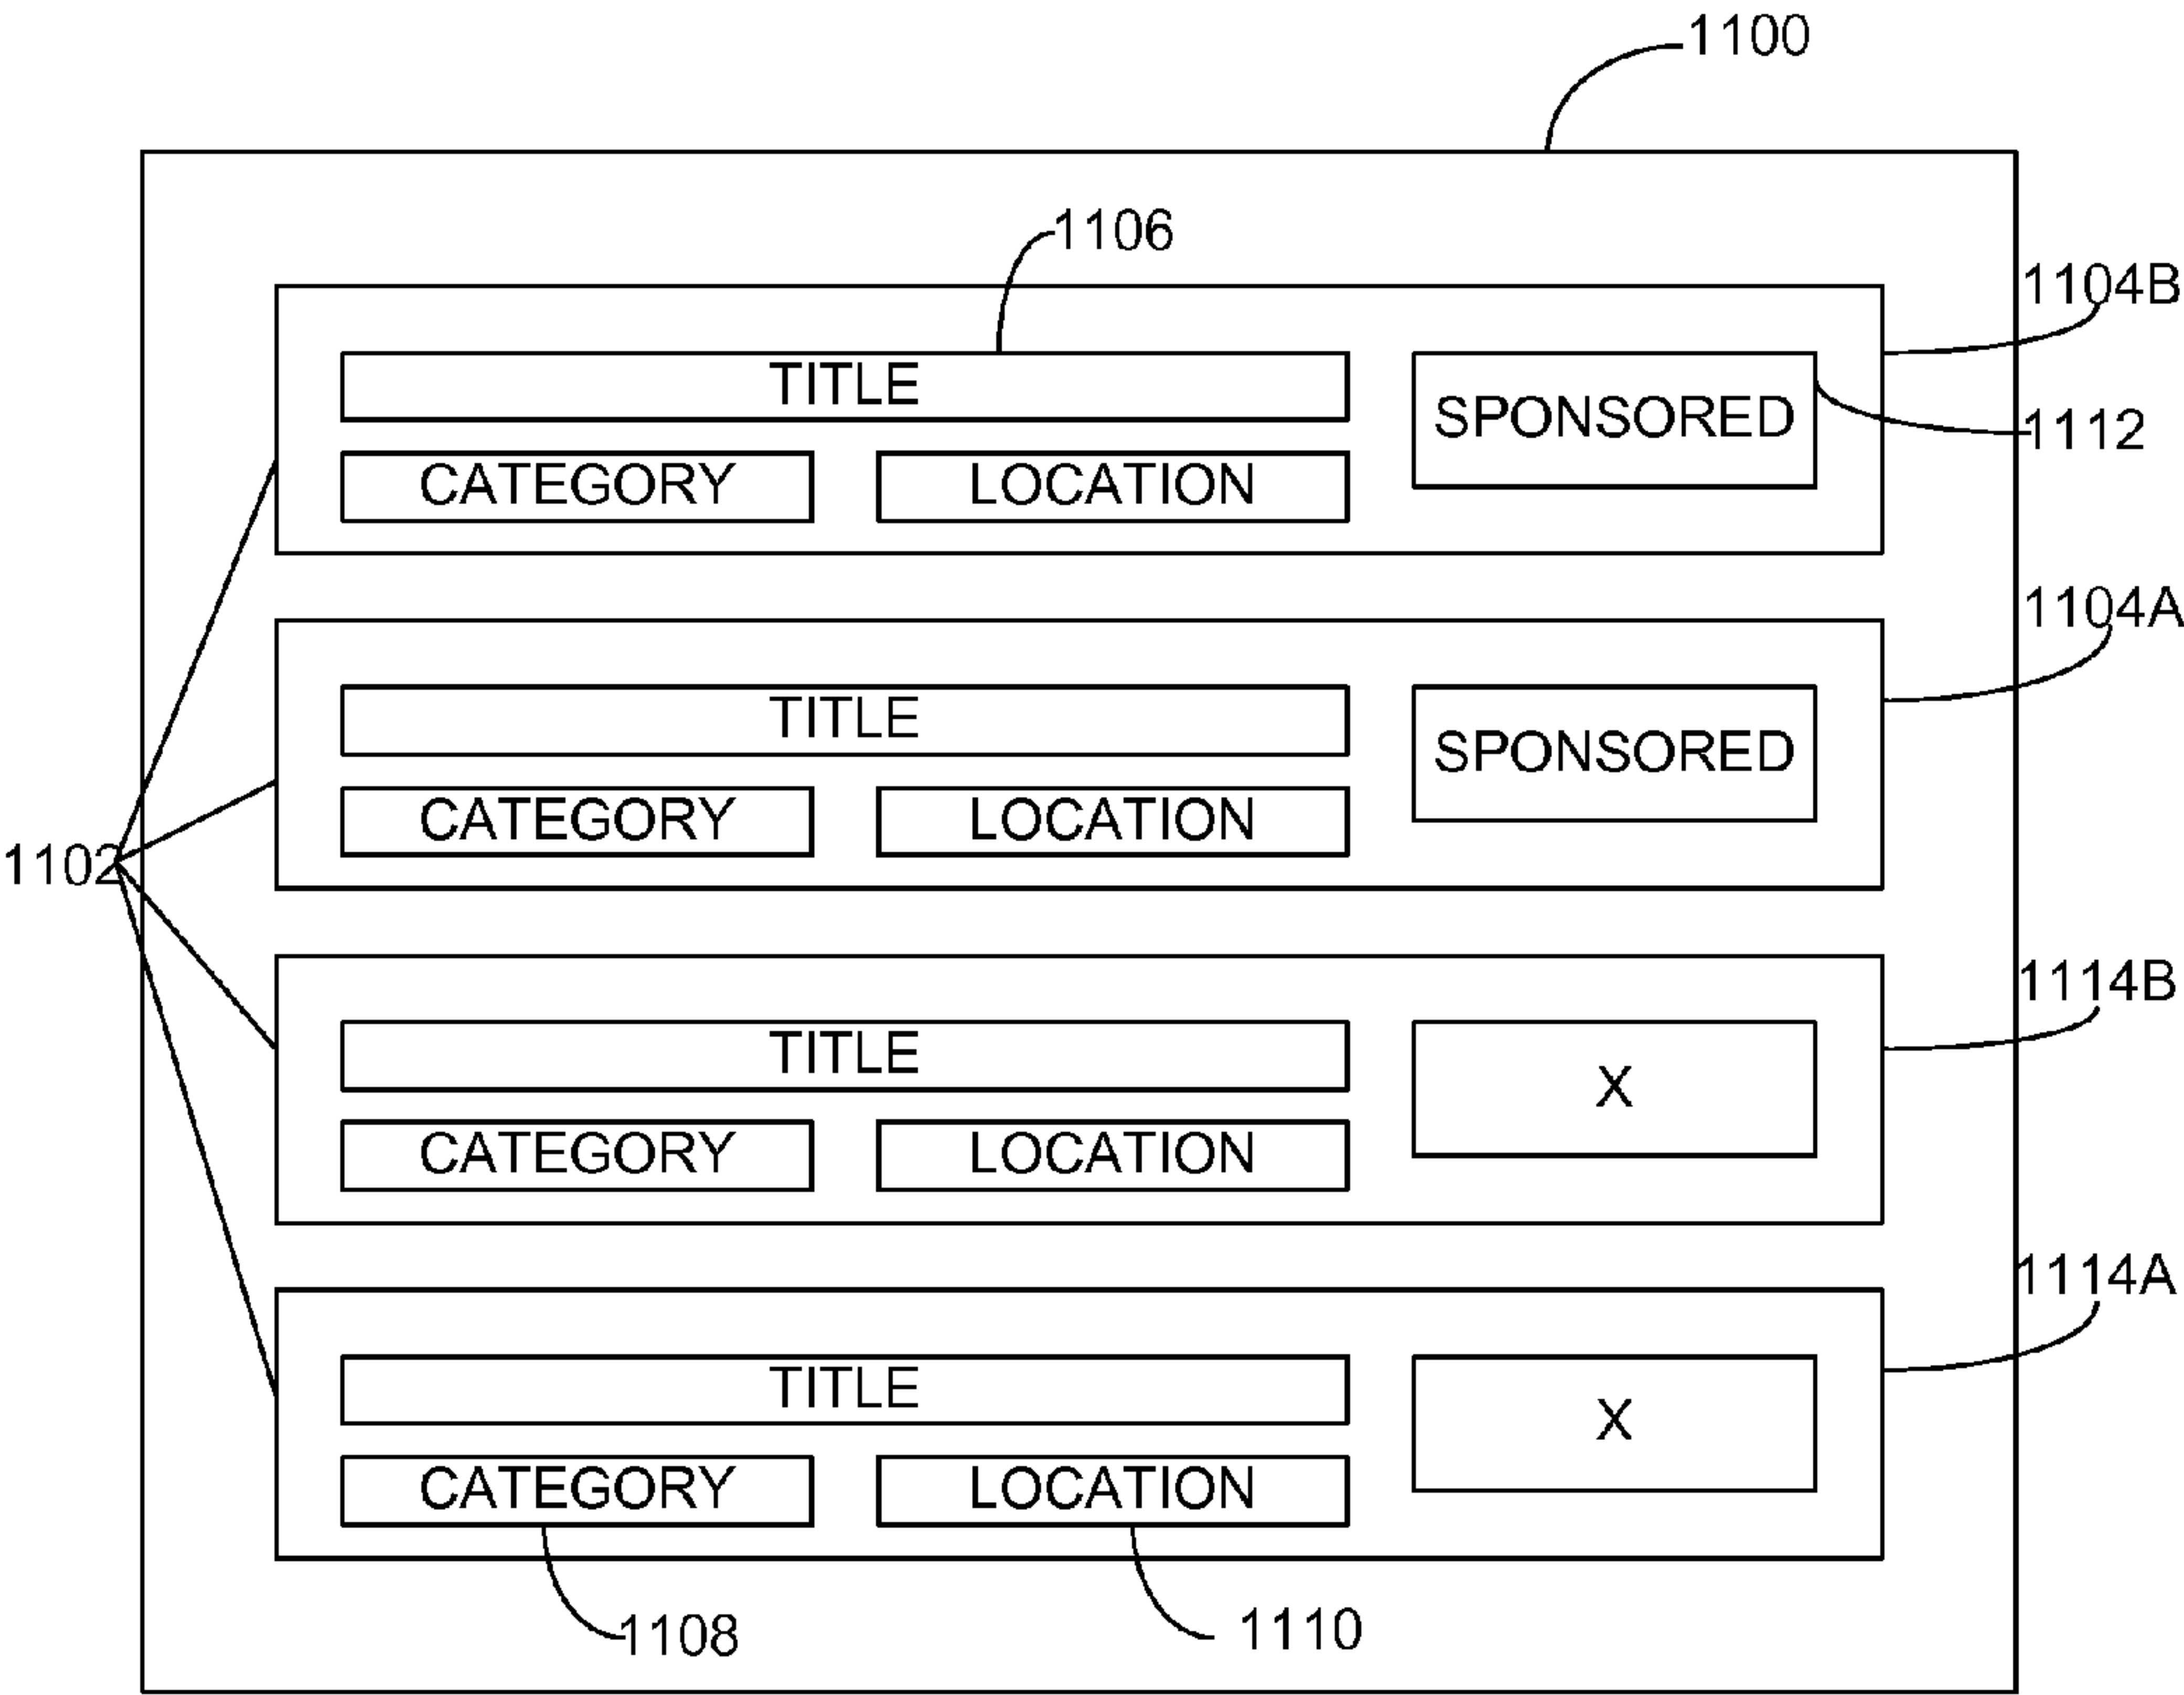 1100
1106
1104B
TITLE
SPONSORED
1112
CATEGORY LOCATION
1104A
TITLE
SPONSORED
CATEGORY LOCATION
1102
1114B
TITLE
X
CATEGORY LOCATION
1114A
TITLE
X
CATEGORY LOCATION
1108 1110